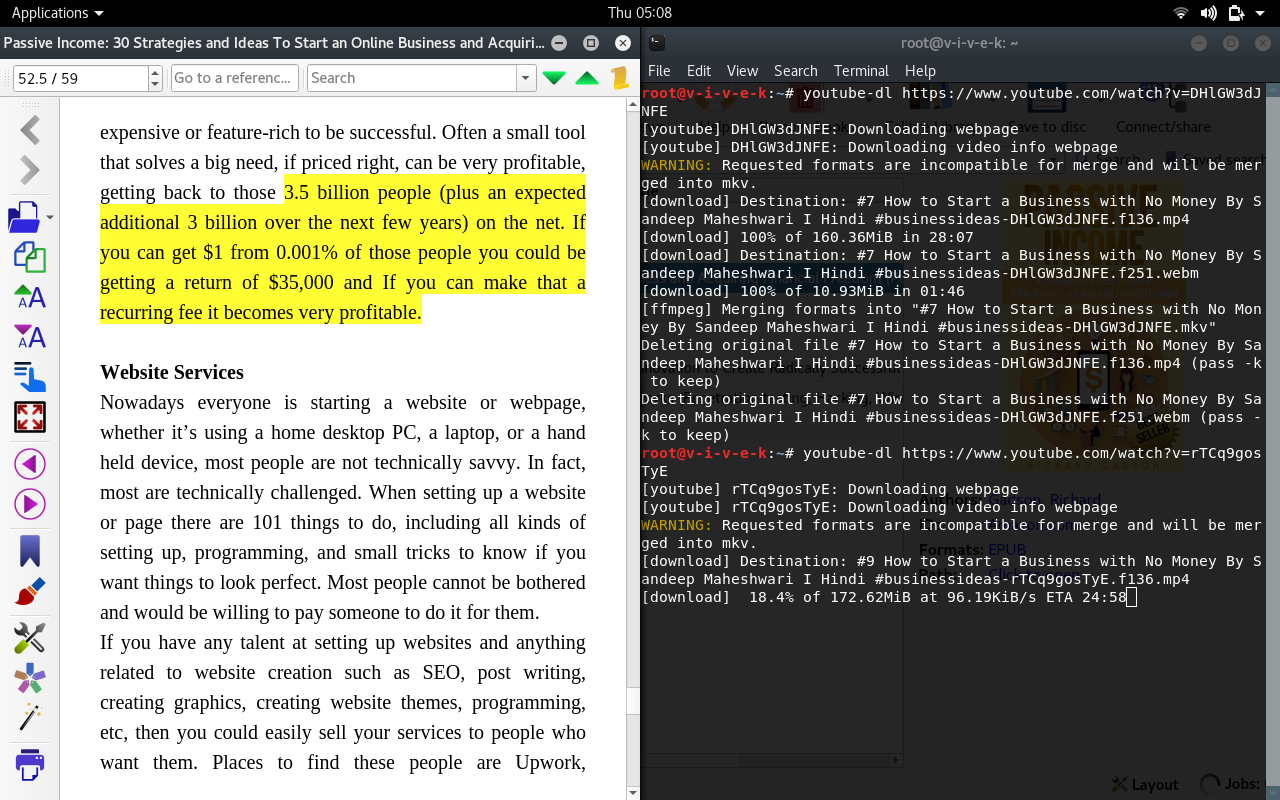 Applications
Thu 05:08
Passive Income: 30 Strategies and Ideas To Start an Online Business and Acquiri...
52.5 / 59
Go to a referenc...
Search
expensive or feature-rich to be successful. Often a small tool
that solves a big need, if priced right, can be very profitable,
getting back to those 3.5 billion people (plus an expected
additional 3 billion over the next few years) on the net. If
you can get $1 from 0.001% of those people you could be
getting a return of $35,000 and If you can make that a
recurring fee it becomes very profitable.
Website Services
Nowadays everyone is starting a website or webpage,
whether it’s using a home desktop PC, a laptop, or a hand
held device, most people are not technically savvy. In fact,
most are technically challenged. When setting up a website
or page there are 101 things to do, including all kinds of
setting up, programming, and small tricks to know if you
want things to look perfect. Most people cannot be bothered
and would be willing to pay someone to do it for them.
If you have any talent at setting up websites and anything
related to website creation such as SEO, post writing,
creating graphics, creating website themes, programming,
etc, then you could easily sell your services to people who
want them. Places to find these people are Upwork,
root@v-i-v-e-k: ~
File Edit View Search Terminal Help
root@v-i-v-e-k:~# youtube-dl https://www.youtube.com/watch?v=DHlGW3dJ
NFE
[youtube] DHlGW3dJNFE: Downloading webpage
[youtube] DHlGW3dJNFE: Downloading video info webpage
WARNING: Requested formats are incompatible for merge and will be mer
ged into mkv.
[download] Destination: #7 How to Start a Business with No Money By S
andeep Maheshwari I Hindi #businessideas-DHlGW3dJNFE.f136.mp4
[download] 100% of 160.36MiB in 28:07
[download] Destination: #7 How to Start a Business with No Money By S
andeep Maheshwari I Hindi #businessideas-DHlGW3dJNFE.f251.webm
[download] 100% of 10.93MiB in 01:46
[ffmpeg] Merging formats into "#7 How to Start a Business with No Mon
ey By Sandeep Maheshwari I Hindi #businessideas-DHlGW3dJNFE.mkv"
Deleting original file #7 How to Start a Business with No Money By Sa
ndeep Maheshwari I Hindi #businessideas-DHlGW3dJNFE.f136.mp4 (pass -k
to keep)
Deleting original file #7 How to Start a Business with No Money By Sa
ndeep Maheshwari I Hindi #businessideas-DHlGW3dJNFE.f251.webm (pass -
k to keep)
root@v-i-v-e-k:~# youtube-dl https://www.youtube.com/watch?v=rTCq9gos
TyE
[youtube] rTCq9gosTyE: Downloading webpage
[youtube] rTCq9gosTyE: Downloading video info webpage
WARNING: Requested formats are incompatible for merge and will be mer
ged into mkv.
[download] Destination: #9 How to Start a Business with No Money By S
andeep Maheshwari I Hindi #businessideas-rTCq9gosTyE.f136.mp4
[download] 18.4% of 172.62MiB at 96.19KiB/s ETA 24:58
Save to disc
Connect/share
Formats: EPUB
Layout
Jobs: